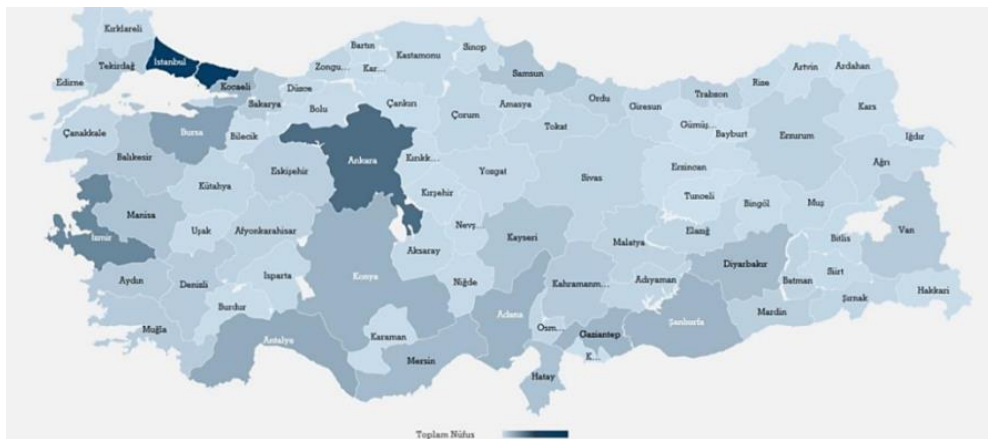 Kırklareli
Edirne
Tekirdağ
İstanbul
Kocaeli
Sakarya
Düzce
Zongu...
Bartın
Kar...
Kastamonu
Sinop
Samsun
Ordu
Giresun
Trabson
Rise
Artvin
Ardahan
Kars
Iğdır
Çanakkale
Balıkesir
Bursa
Bilecik
Bolu
Ankara
Çankırı
Çorum
Amasya
Tokat
Gümüş...
Bayburt
Erzurum
Ağrı
Kütahya
Eskişehir
Kırıkk...
Yozgat
Sivas
Erzincan
Tunceli
Bingöl
Muş
İzmir
Manisa
Uşak
Afyonkarahisar
Kırşehir
Nevş...
Aksaray
Kayseri
Malatya
Elazığ
Bitlis
Van
Aydın
Denizli
Isparta
Burdur
Konya
Niğde
Kahramanm...
Adıyaman
Diyarbakır
Batman
Siirt
Şırnak
Hakkari
Muğla
Antalya
Karaman
Mersin
Adana
Osm...
Gaziantep
K...
Şanlıurfa
Mardin
Hatay
Toplam Nüfus